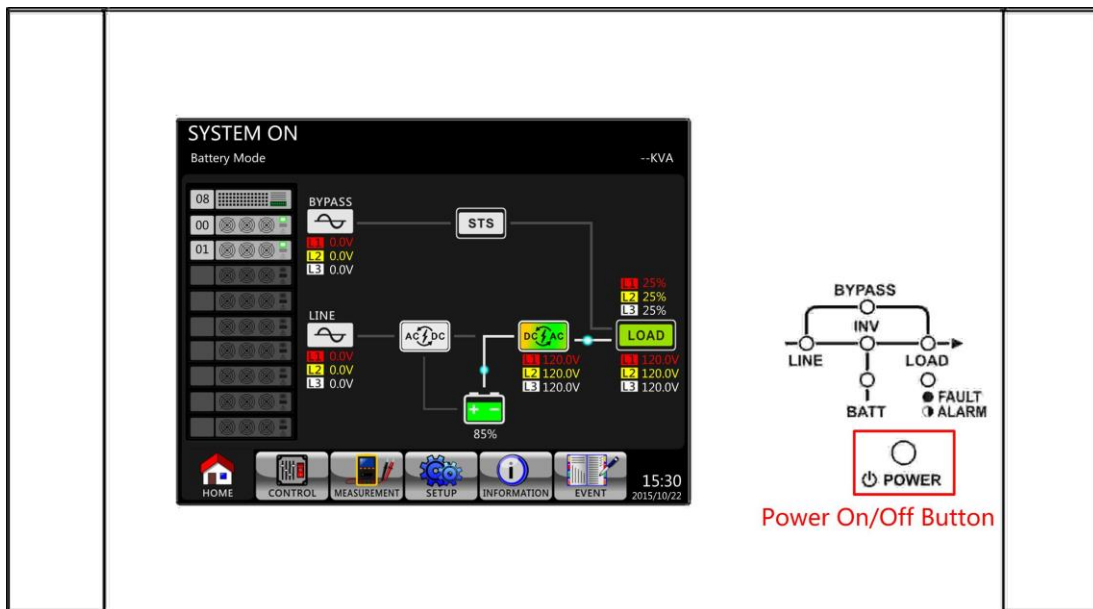 SYSTEM ON
Battery Mode
--KVA
08
00
01
BYPASS
L1 0.0V
L2 0.0V
L3 0.0V
STS
LINE
L1 0.0V
L2 0.0V
L3 0.0V
AC DC
DC AC
L1 120.0V
L2 120.0V
L3 120.0V
L1 25%
L2 25%
L3 25%
LOAD
L1 120.0V
L2 120.0V
L3 120.0V
+ -
85%
HOME
CONTROL
MEASUREMENT
SETUP
INFORMATION
EVENT
15:30
2015/10/22
BYPASS
INV
LINE
LOAD
BATT
FAULT
ALARM
POWER
Power On/Off Button